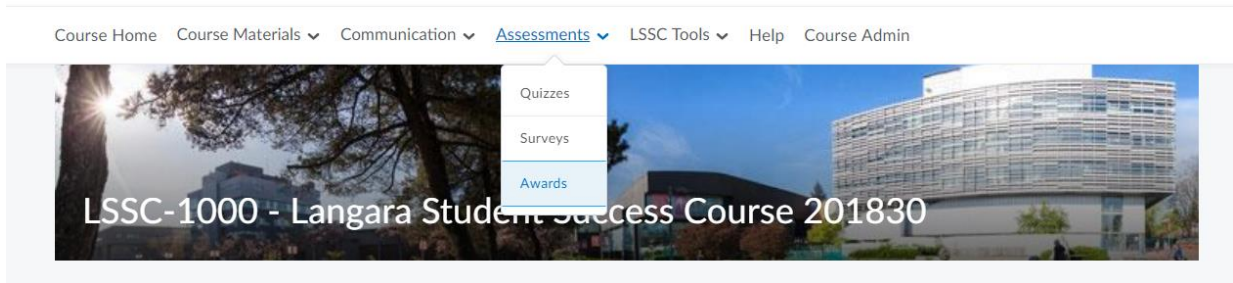 Course Home Course Materials Communication Assessments LSSC Tools Help Course Admin
Quizzes
Surveys
Awards
LSSC-1000 - Langara Student Success Course 201830